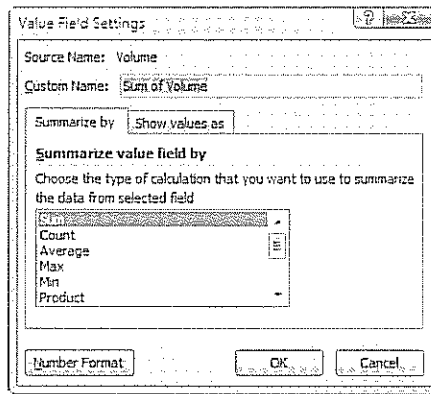 Value Field Settings
?
Source Name: Volume
Custom Name: Sum of Volume
Summarize by Show values as
Summarize value field by
Choose the type of calculation that you want to use to summarize
the data from selected field
Sum
Count
Average
Max
Min
Product
Number Format OK Cancel